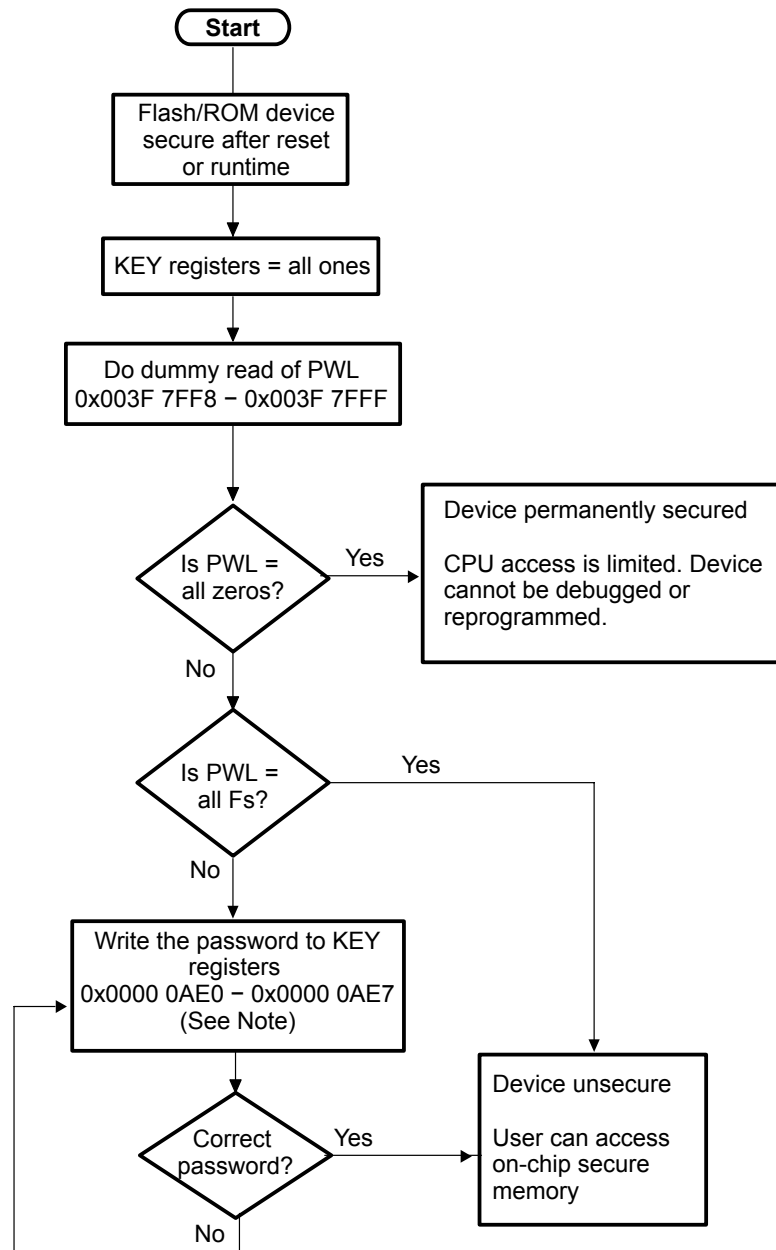 Start
Flash/ROM device
secure after reset
or runtime
KEY registers = all ones
Do dummy read of PWL
0x003F 7FF8 − 0x003F 7FFF
Is PWL =
all zeros?
Yes
Device permanently secured
CPU access is limited. Device
cannot be debugged or
reprogrammed.
No
Is PWL =
all Fs?
Yes
No
Write the password to KEY
registers
0x0000 0AE0 − 0x0000 0AE7
(See Note)
Correct
password?
Yes
Device unsecure
User can access
on-chip secure
memory
No